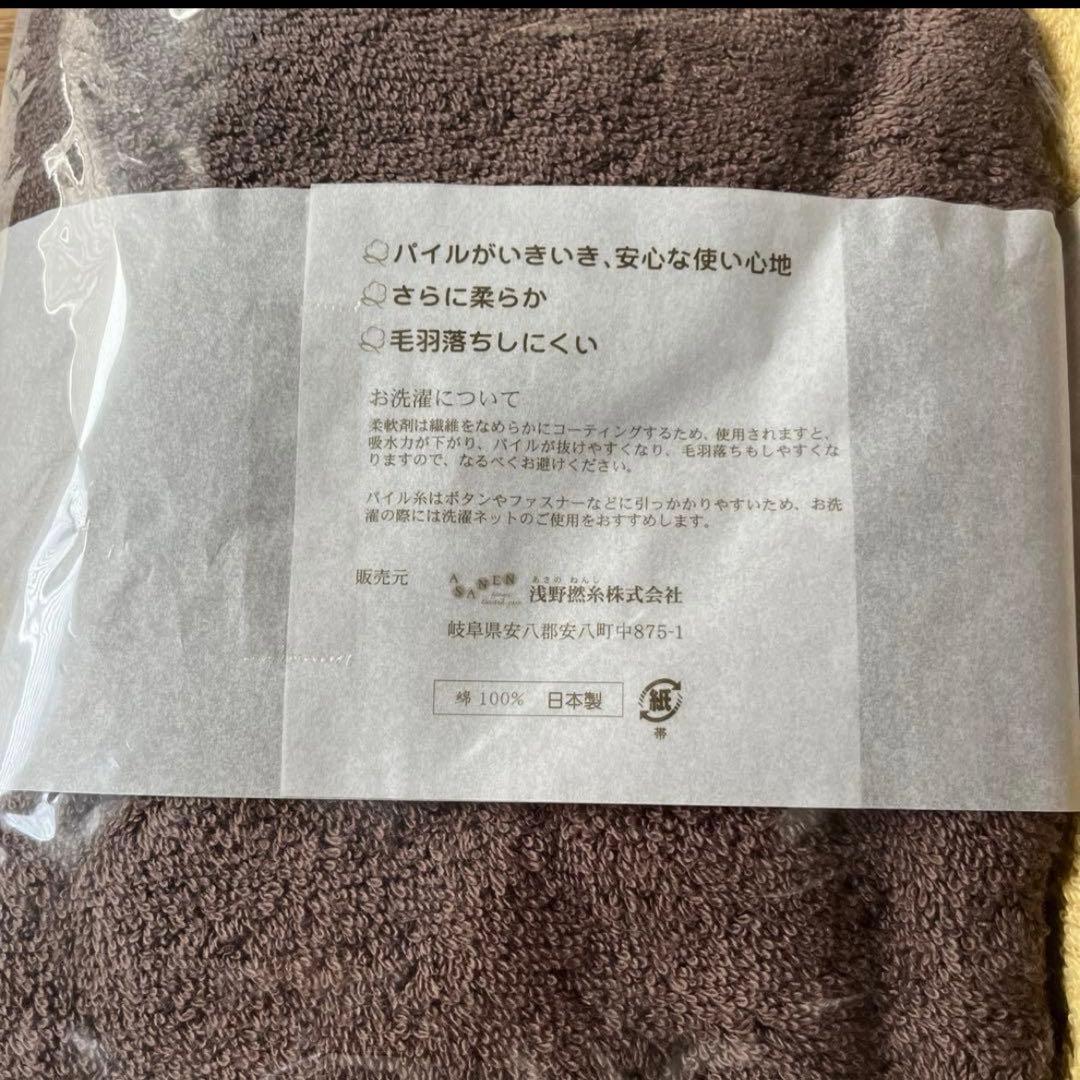 パイルがいきいき、安心な使い心地
さらに柔らか
毛羽落ちしにくい
お洗濯について
柔軟剤は繊維をなめらかにコーティングするため、使用されますと、
吸水力が下がり、パイルが抜けやすくなり、毛羽落ちもしやすくな
りますので、なるべくお避けください。
パイル糸はボタンやファスナーなどに引っかかりやすいため、お洗
濯の際には洗濯ネットのご使用をおすすめします。
販売元
ASANEN
あさの ねんし
浅野撚糸株式会社
岐阜県安八郡安八町中875-1
綿 100% 日本製
紙
帯